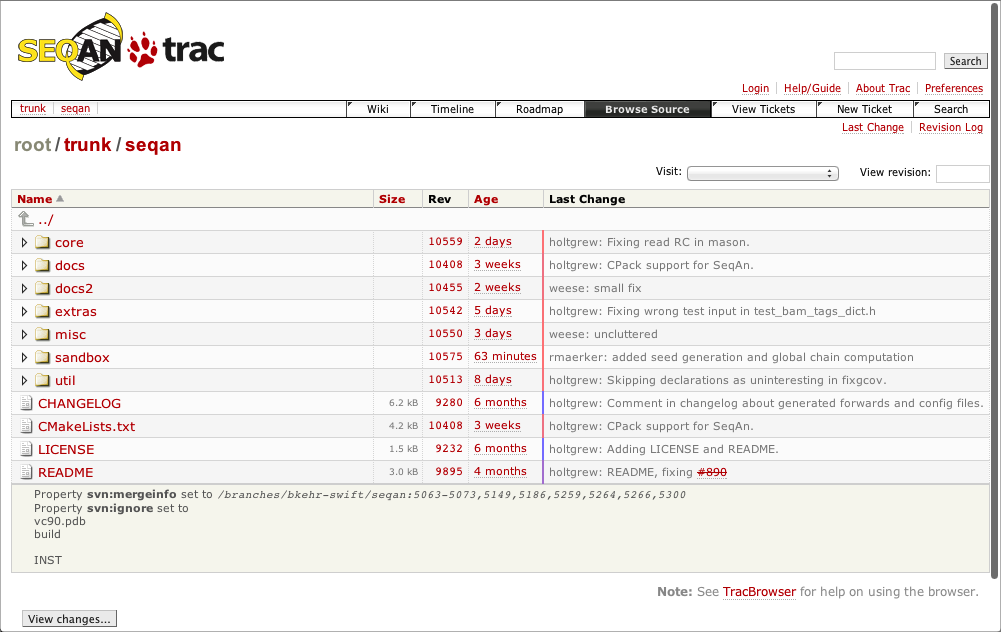 SEQAN trac
Search
Login Help/Guide About Trac Preferences
trunk seqan Wiki Timeline Roadmap Browse Source View Tickets New Ticket Search
Last Change Revision Log
root / trunk / seqan
Visit: View revision:
Name Size Rev Age Last Change
../
core 10559 2 days holtgrew: Fixing read RC in mason.
docs 10408 3 weeks holtgrew: CPack support for SeqAn.
docs2 10455 2 weeks weese: small fix
extras 10542 5 days holtgrew: Fixing wrong test input in test_bam_tags_dict.h
misc 10550 3 days weese: uncluttered
sandbox 10575 63 minutes rmaerker: added seed generation and global chain computation
util 10513 8 days holtgrew: Skipping declarations as uninteresting in fixgcov.
CHANGELOG 6.2 kB 9280 6 months holtgrew: Comment in changelog about generated forwards and config files.
CMakeLists.txt 4.2 kB 10408 3 weeks holtgrew: CPack support for SeqAn.
LICENSE 1.5 kB 9232 6 months holtgrew: Adding LICENSE and README.
README 3.0 kB 9895 4 months holtgrew: README, fixing #890
Property svn:mergeinfo set to /branches/bkehr-swift/seqan:5063-5073,5149,5186,5259,5264,5266,5300
Property svn:ignore set to
vc90.pdb
build
INST
Note: See TracBrowser for help on using the browser.
View changes...